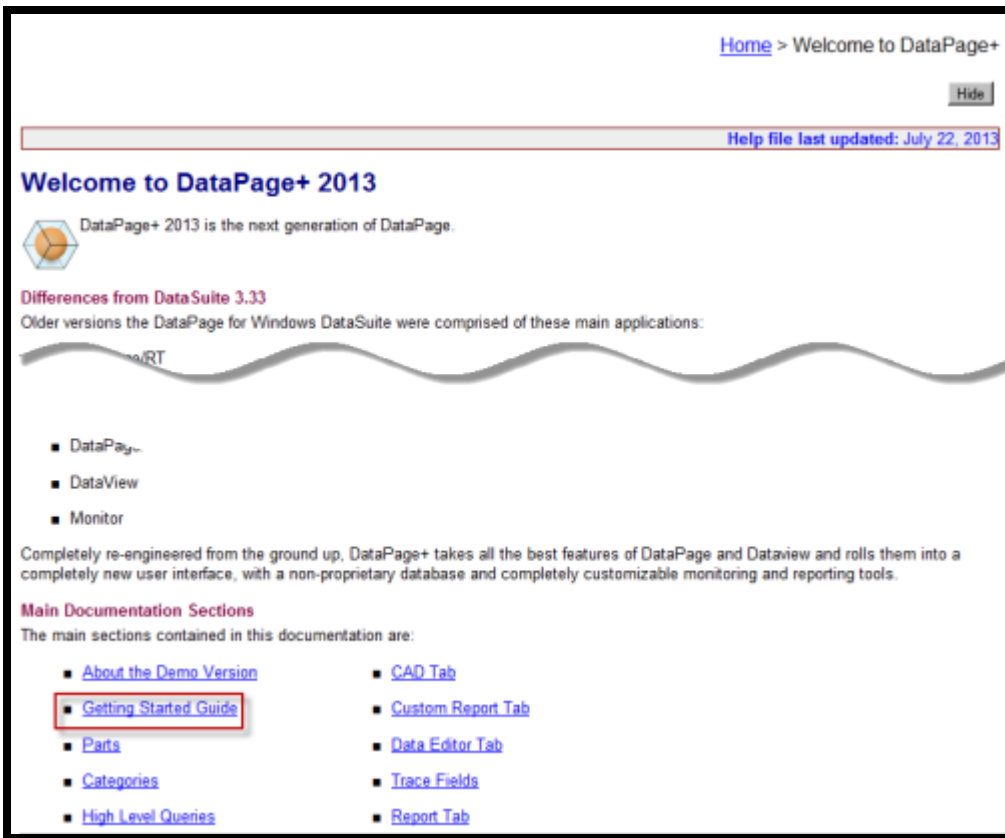 Home > Welcome to DataPage+
Hide
Help file last updated: July 22, 2013
Welcome to DataPage+ 2013
DataPage+ 2013 is the next generation of DataPage.
Differences from DataSuite 3.33
Older versions the DataPage for Windows DataSuite were comprised of these main applications:
/RT
DataPage
DataView
Monitor
Completely re-engineered from the ground up, DataPage+ takes all the best features of DataPage and Dataview and rolls them into a
completely new user interface, with a non-proprietary database and completely customizable monitoring and reporting tools.
Main Documentation Sections
The main sections contained in this documentation are:
About the Demo Version
Getting Started Guide
Parts
Categories
High Level Queries
CAD Tab
Custom Report Tab
Data Editor Tab
Trace Fields
Report Tab